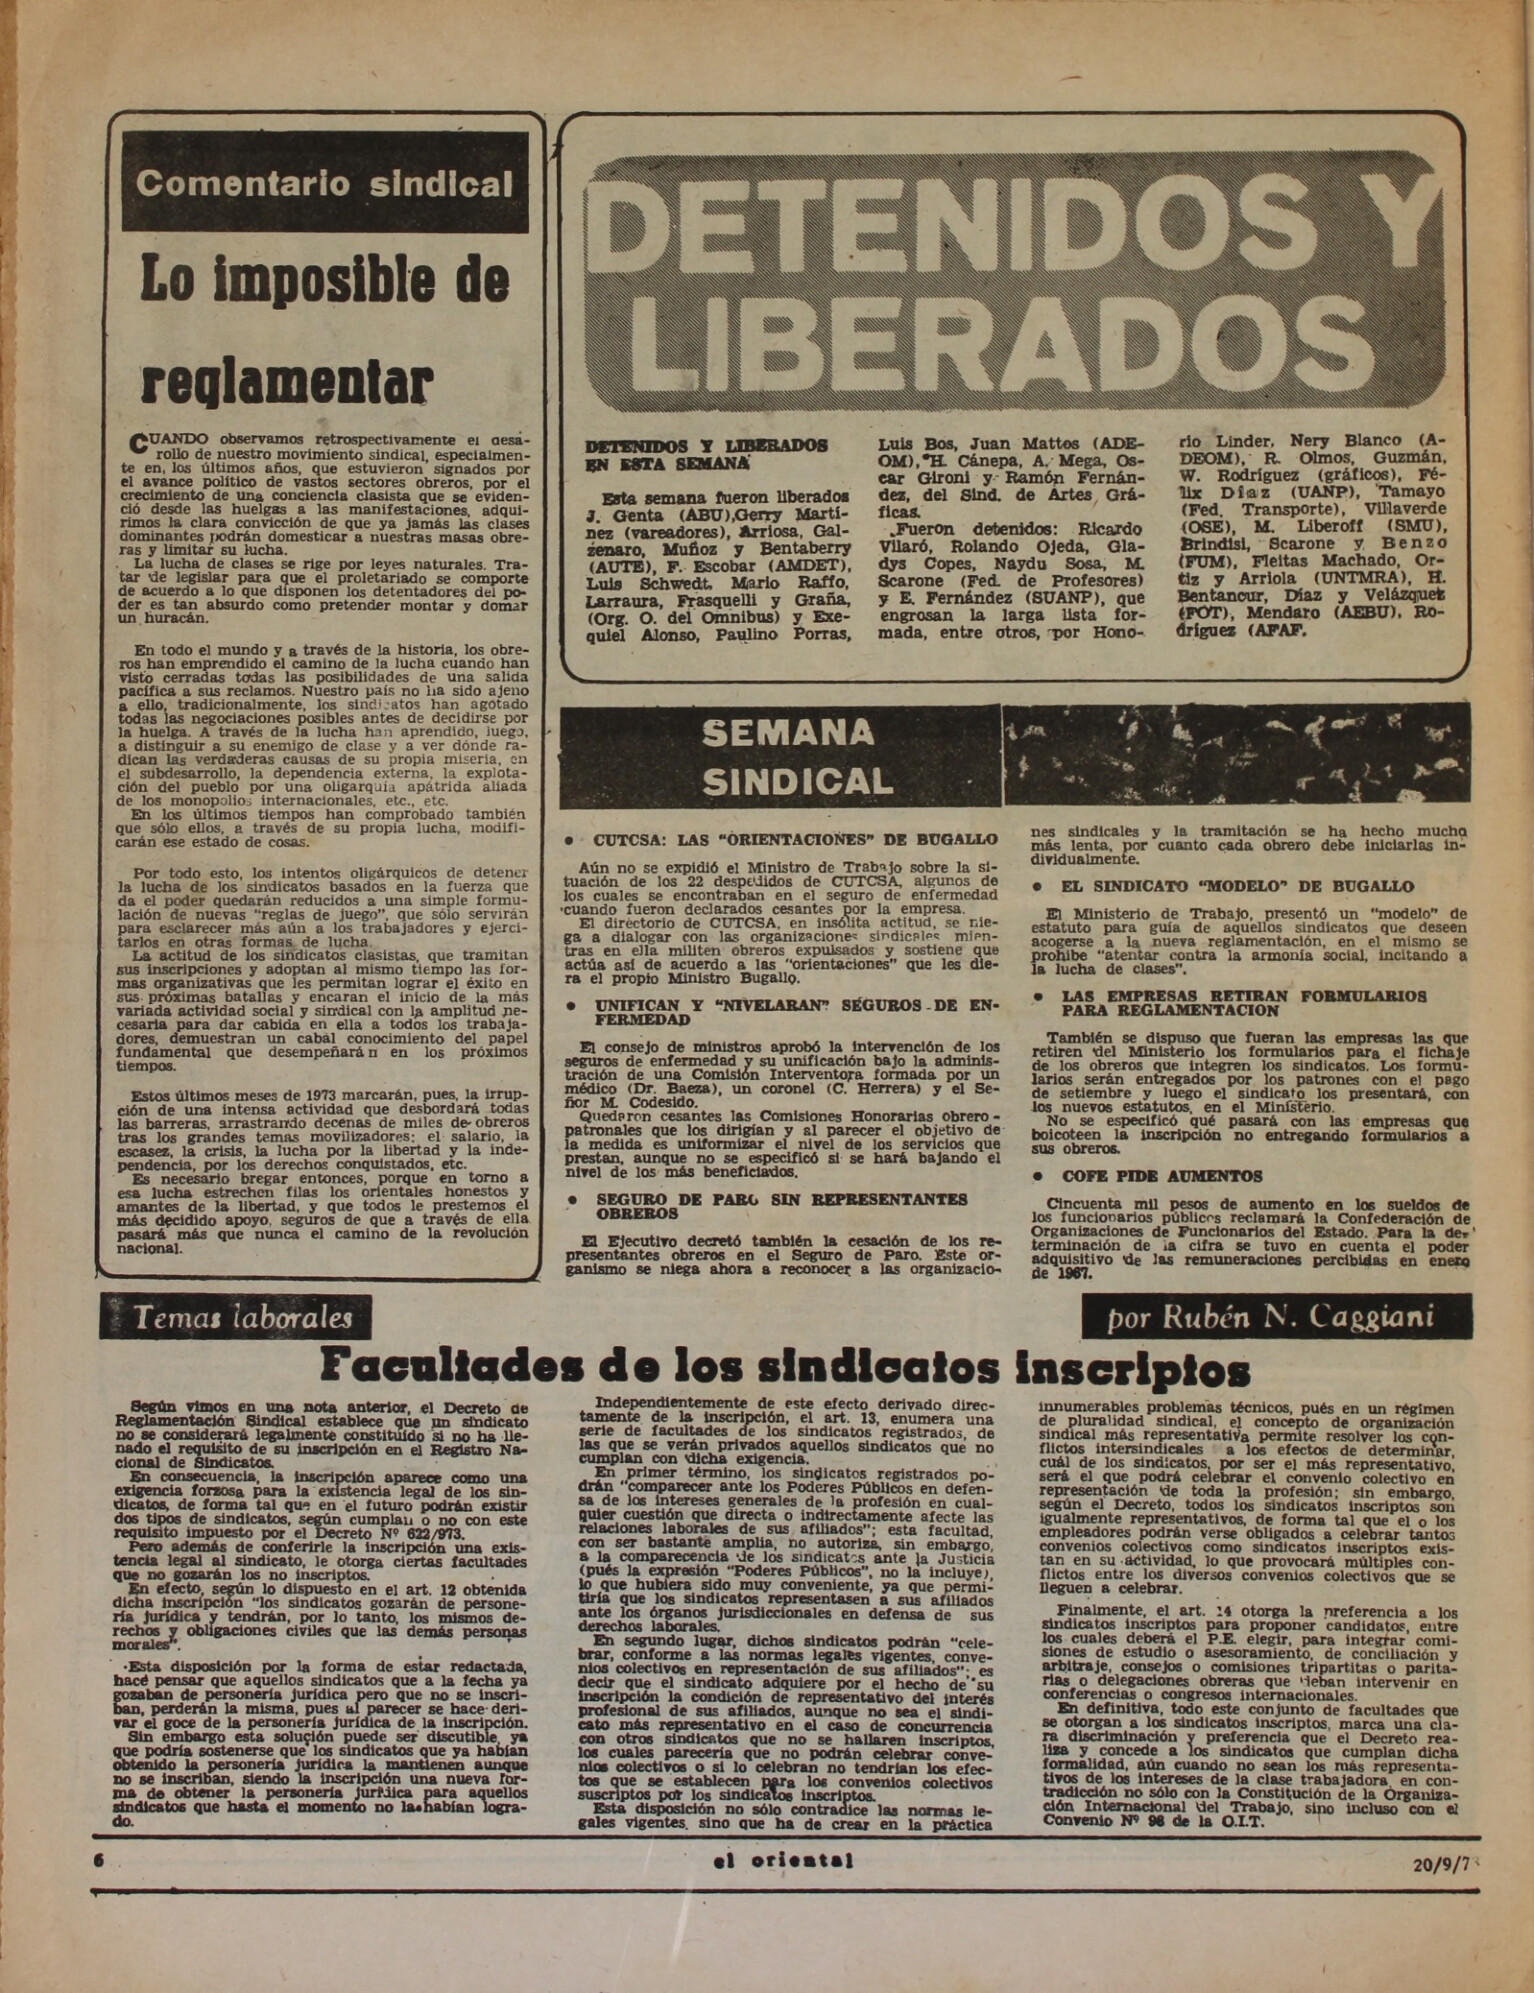 Comentario sindical
Lo imposible de
reglamentar
CUANDO observamos retrospectivamente el desa-
rrollo de nuestro movimiento sindical, especialmen-
te en, los últimos años, que estuvieron signados por
el avance político de vastos sectores obreros, por el
crecimiento de una conciencia clasista que se eviden-
ció desde las huelgas a las manifestaciones, adqui-
rimos la clara convicción de que ya jamás las clases
dominantes podrán domesticar a nuestras masas obre-
ras y limitar su lucha.
La lucha de clases se rige por leyes naturales. Tra-
tar de legislar para que el proletariado se comporte
de acuerdo a lo que disponen los detentadores del po-
der es tan absurdo como pretender montar y domar
un huracán.
En todo el mundo y a través de la historia, los obre-
ros han emprendido el camino de la lucha cuando han
visto cerradas todas las posibilidades de una salida
pacífica a sus reclamos. Nuestro país no ha sido ajeno
a ello, tradicionalmente, los sindicatos han agotado
todas las negociaciones posibles antes de decidirse por
la huelga. A través de la lucha han aprendido, luego,
a distinguir a su enemigo de clase y a ver dónde ra-
dican las verdaderas causas de su propia miseria, en
el subdesarrollo, la dependencia externa, la explota-
ción del pueblo por una oligarquía apátrida aliada
de los monopolios internacionales, etc., etc.
En los últimos tiempos han comprobado también
que sólo ellos, a través de su propia lucha, modifi-
carán ese estado de cosas.
Por todo esto, los intentos oligárquicos de detener
la lucha de los sindicatos basados en la fuerza que
da el poder quedarán reducidos a una simple formu-
lación de nuevas "reglas de juego", que sólo servirán
para esclarecer más aún a los trabajadores y ejerci-
tarlos en otras formas de lucha.
La actitud de los sindicatos clasistas, que tramitan
sus inscripciones y adoptan al mismo tiempo las for-
mas organizativas que les permitan lograr el éxito en
sus próximas batallas y encaran el inicio de la más
variada actividad social y sindical con la amplitud ne-
cesaria para dar cabida en ella a todos los trabaja-
dores, demuestran un cabal conocimiento del papel
fundamental que desempeñarán en los próximos
tiempos.
Estos últimos meses de 1973 marcarán, pues, la irrup-
ción de una intensa actividad que desbordará todas
las barreras, arrastrando decenas de miles de obreros
tras los grandes temas movilizadores: el salario, la
escasez, la crisis, la lucha por la libertad y la inde-
pendencia, por los derechos conquistados, etc.
Es necesario bregar entonces, porque en torno a
esa lucha estrechen filas los orientales honestos y
amantes de la libertad, y que todos le prestemos el
más decidido apoyo, seguros de que a través de ella
pasará más que nunca el camino de la revolución
nacional.
DETENIDOS Y
LIBERADOS
DETENIDOS Y LIBERADOS
EN ESTA SEMANA
Esta semana fueron liberados
J. Genta (ABU),Gerry Martí-
nez (vareadores), Arriosa, Gal-
zenaro, Muñoz y Bentaberry
(AUTE), F. Escobar (AMDET),
Luis Schwedt, Mario Raffo,
Larraura, Frasquelli y Graña,
(Org. O. del Omnibus) y Exe-
quiel Alonso, Paulino Porras,
Luis Bos, Juan Mattos (ADE-
OM), H. Cánepa, A. Mega, Os-
car Gironi y Ramón Fernán-
dez, del Sind. de Artes Grá-
ficas.
Fueron detenidos: Ricardo
Vilaró, Rolando Ojeda, Gla-
dys Copes, Naydu Sosa, M.
Scarone (Fed. de Profesores)
y E. Fernández (SUANP), que
engrosan la larga lista for-
mada, entre otros, por Hono-
rio Linder, Nery Blanco (A-
DEOM), R. Olmos, Guzmán,
W. Rodríguez (gráficos), Fé-
lix Díaz (UANP), Tamayo
(Fed. Transporte), Villaverde
(OSE), M. Liberoff (SMU),
Brindisi, Scarone y Benzo
(FUM), Fleitas Machado, Or-
tiz y Arriola (UNTMRA), H.
Bentancur, Díaz y Velázquez
(FOT), Mendaro (AEBU), Ro-
dríguez (AFAF.
SEMANA
SINDICAL
• CUTCSA: LAS "ORIENTACIONES" DE BUGALLO
Aún no se expidió el Ministro de Trabajo sobre la si-
tuación de los 22 despedidos de CUTCSA, algunos de
los cuales se encontraban en el seguro de enfermedad
cuando fueron declarados cesantes por la empresa.
El directorio de CUTCSA, en insólita actitud, se nie-
ga a dialogar con las organizaciones sindicales mien-
tras en ella militen obreros expulsados y sostiene que
actúa así de acuerdo a las "orientaciones" que les die-
ra el propio Ministro Bugallo.
• UNIFICAN Y "NIVELARAN" SEGUROS DE EN-
FERMEDAD
El consejo de ministros aprobó la intervención de los
seguros de enfermedad y su unificación bajo la adminis-
tración de una Comisión Interventora formada por un
médico (Dr. Baeza), un coronel (C. Herrera) y el Se-
ñor M. Codesido.
Quedaron cesantes las Comisiones Honorarias obrero-
patronales que los dirigían y al parecer el objetivo de
la medida es uniformizar el nivel de los servicios que
prestan, aunque no se especificó si se hará bajando el
nivel de los más beneficiados.
• SEGURO DE PARO SIN REPRESENTANTES
OBREROS
El Ejecutivo decretó también la cesación de los re-
presentantes obreros en el Seguro de Paro. Este or-
ganismo se niega ahora a reconocer a las organizacio-
nes sindicales y la tramitación se ha hecho mucho
más lenta, por cuanto cada obrero debe iniciarlas in-
dividualmente.
• EL SINDICATO "MODELO" DE BUGALLO
El Ministerio de Trabajo, presentó un "modelo" de
estatuto para guía de aquellos sindicatos que deseen
acogerse a la nueva reglamentación, en el mismo se
prohibe "atentar contra la armonía social, incitando a
la lucha de clases".
• LAS EMPRESAS RETIRAN FORMULARIOS
PARA REGLAMENTACION
También se dispuso que fueran las empresas las que
retiren del Ministerio los formularios para el fichaje
de los obreros que integren los sindicatos. Los formu-
larios serán entregados por los patrones con el pago
de setiembre y luego el sindicato los presentará, con
los nuevos estatutos, en el Ministerio.
No se especificó qué pasará con las empresas que
boicoteen la inscripción no entregando formularios a
sus obreros.
• COFE PIDE AUMENTOS
Cincuenta mil pesos de aumento en los sueldos de
los funcionarios públicos reclamará la Confederación de
Organizaciones de Funcionarios del Estado. Para la de-
terminación de la cifra se tuvo en cuenta el poder
adquisitivo de las remuneraciones percibidas en enero
de 1967.
Temas laborales
por Rubén N. Caggiani
Facultades de los sindicatos inscriptos
Según vimos en una nota anterior, el Decreto de
Reglamentación Sindical establece que un sindicato
no se considerará legalmente constituído si no ha lle-
nado el requisito de su inscripción en el Registro Na-
cional de Sindicatos.
En consecuencia, la inscripción aparece como una
exigencia forzosa para la existencia legal de los sin-
dicatos, de forma tal que en el futuro podrán existir
dos tipos de sindicatos, según cumplan o no con este
requisito impuesto por el Decreto Nº 622/973.
Pero además de conferirle la inscripción una exis-
tencia legal al sindicato, le otorga ciertas facultades
que no gozarán los no inscriptos.
En efecto, según lo dispuesto en el art. 12 obtenida
dicha inscripción "los sindicatos gozarán de persone-
ría jurídica y tendrán, por lo tanto, los mismos de-
rechos y obligaciones civiles que las demás personas
morales".
Esta disposición por la forma de estar redactada,
hacé pensar que aquellos sindicatos que a la fecha ya
gozaban de personería jurídica pero que no se inscri-
ban, perderán la misma, pues al parecer se hace deri-
var el goce de la personería jurídica de la inscripción.
Sin embargo esta solución puede ser discutible, ya
que podría sostenerse que los sindicatos que ya habían
obtenido la personería jurídica la mantienen aunque
no se inscriban, siendo la inscripción una nueva for-
ma de obtener la personería jurídica para aquellos
sindicatos que hasta el momento no la habían logra-
do.
Independientemente de este efecto derivado direc-
tamente de la inscripción, el art. 13, enumera una
serie de facultades de los sindicatos registrados, de
las que se verán privados aquellos sindicatos que no
cumplan con dicha exigencia.
En primer término, los sindicatos registrados po-
drán "comparecer ante los Poderes Públicos en defen-
sa de los intereses generales de la profesión en cual-
quier cuestión que directa o indirectamente afecte las
relaciones laborales de sus afiliados"; esta facultad,
con ser bastante amplia, no autoriza, sin embargo,
a la comparecencia de los sindicatos ante la Justicia
(pués la expresión "Poderes Públicos", no la incluye),
lo que hubiera sido muy conveniente, ya que permi-
tiría que los sindicatos representasen a sus afiliados
ante los órganos jurisdiccionales en defensa de sus
derechos laborales.
En segundo lugar, dichos sindicatos podrán "cele-
brar, conforme a las normas legales vigentes, conve-
nios colectivos en representación de sus afiliados"; es
decir que el sindicato adquiere por el hecho de su
inscripción la condición de representativo del interés
profesional de sus afiliados, aunque no sea el sindi-
cato más representativo en el caso de concurrencia
con otros sindicatos que no se hallaren inscriptos,
los cuales parecería que no podrán celebrar conve-
nios colectivos o si lo celebran no tendrían los efec-
tos que se establecen para los convenios colectivos
suscriptos por los sindicatos inscriptos.
Esta disposición no sólo contradice las normas le-
gales vigentes, sino que ha de crear en la práctica
innumerables problemas técnicos, pués en un régimen
de pluralidad sindical, el concepto de organización
sindical más representativa permite resolver los con-
flictos intersindicales a los efectos de determinar,
cuál de los sindicatos, por ser el más representativo,
será el que podrá celebrar el convenio colectivo en
representación de toda la profesión; sin embargo,
según el Decreto, todos los sindicatos inscriptos son
igualmente representativos, de forma tal que el o los
empleadores podrán verse obligados a celebrar tantos
convenios colectivos como sindicatos inscriptos exis-
tan en su actividad, lo que provocará múltiples con-
flictos entre los diversos convenios colectivos que se
lleguen a celebrar.
Finalmente, el art. 14 otorga la preferencia a los
sindicatos inscriptos para proponer candidatos, entre
los cuales deberá el P.E. elegir, para integrar comi-
siones de estudio o asesoramiento, de conciliación y
arbitraje, consejos o comisiones tripartitas o parita-
rias o delegaciones obreras que deban intervenir en
conferencias o congresos internacionales.
En definitiva, todo este conjunto de facultades que
se otorgan a los sindicatos inscriptos, marca una cla-
ra discriminación y preferencia que el Decreto rea-
liza y concede a los sindicatos que cumplan dicha
formalidad, aún cuando no sean los más representa-
tivos de los intereses de la clase trabajadora, en con-
tradicción no sólo con la Constitución de la Organiza-
ción Internacional del Trabajo, sino incluso con el
Convenio Nº 98 de la O.I.T.
6
el oriental
20/9/73